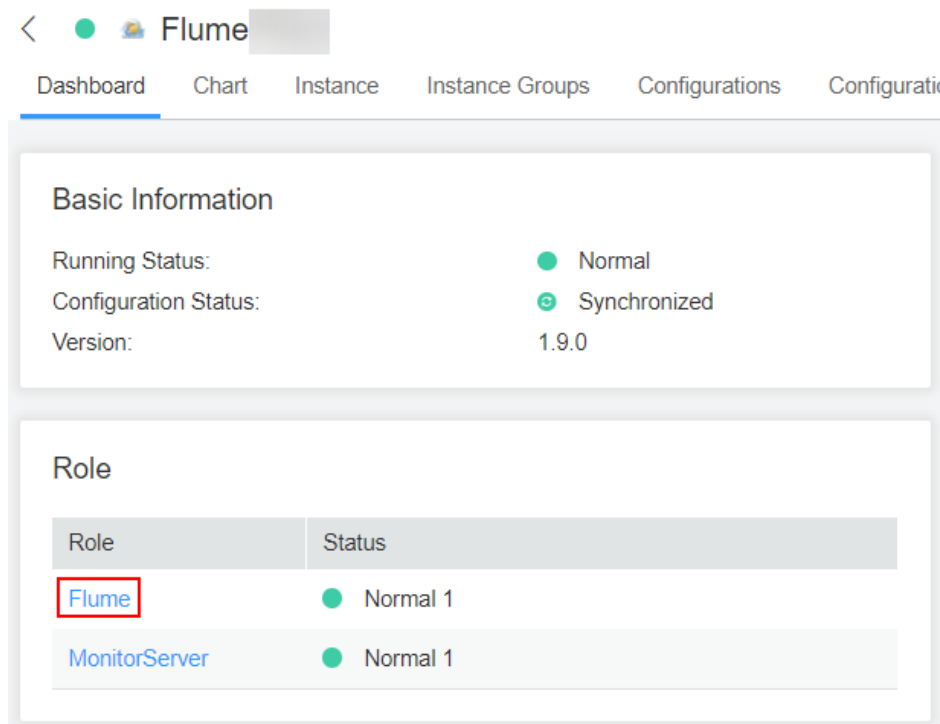 Flume
Dashboard Chart Instance Instance Groups Configurations Configuratio
Basic Information
Running Status: Normal
Configuration Status: Synchronized
Version: 1.9.0
Role
Role Status
Flume Normal 1
MonitorServer Normal 1